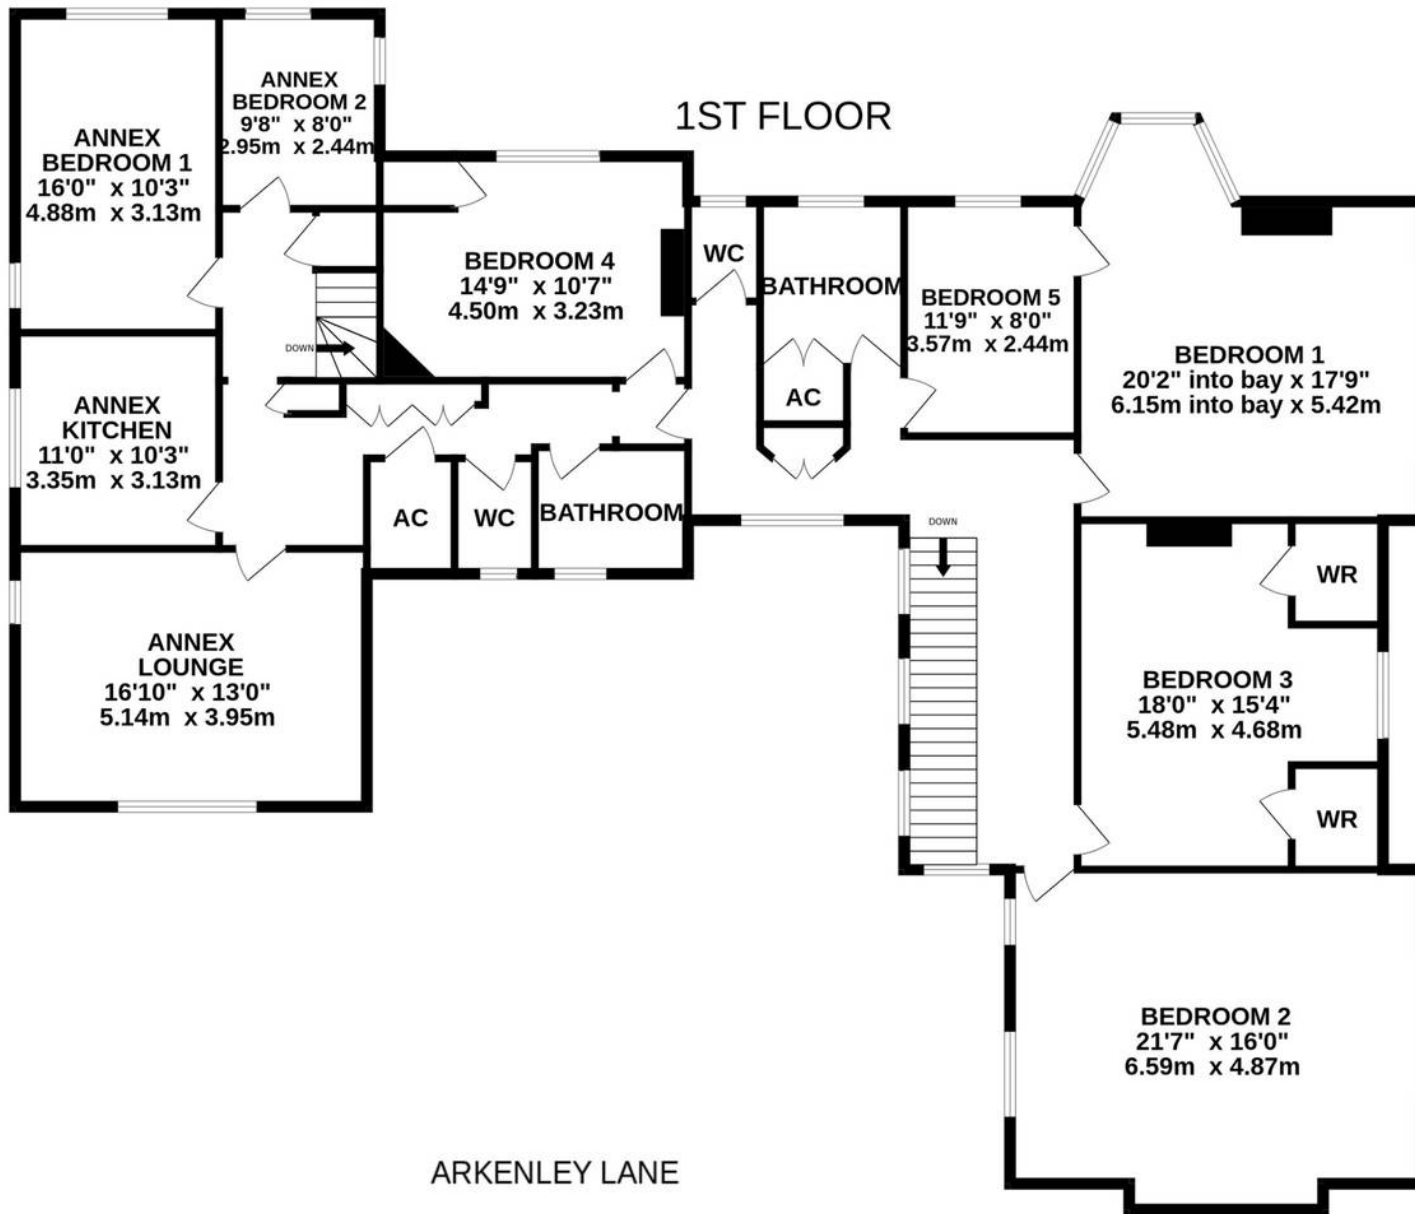 1ST FLOOR
ANNEX
BEDROOM 1
16'0" x 10'3"
4.88m x 3.13m
ANNEX
BEDROOM 2
9'8" x 8'0"
2.95m x 2.44m
BEDROOM 4
14'9" x 10'7"
4.50m x 3.23m
WC
BATHROOM
AC
BEDROOM 5
11'9" x 8'0"
3.57m x 2.44m
BEDROOM 1
20'2" into bay x 17'9"
6.15m into bay x 5.42m
DOWN
ANNEX
KITCHEN
11'0" x 10'3"
3.35m x 3.13m
AC
WC
BATHROOM
DOWN
ANNEX
LOUNGE
16'10" x 13'0"
5.14m x 3.95m
WR
BEDROOM 3
18'0" x 15'4"
5.48m x 4.68m
WR
BEDROOM 2
21'7" x 16'0"
6.59m x 4.87m
ARKENLEY LANE